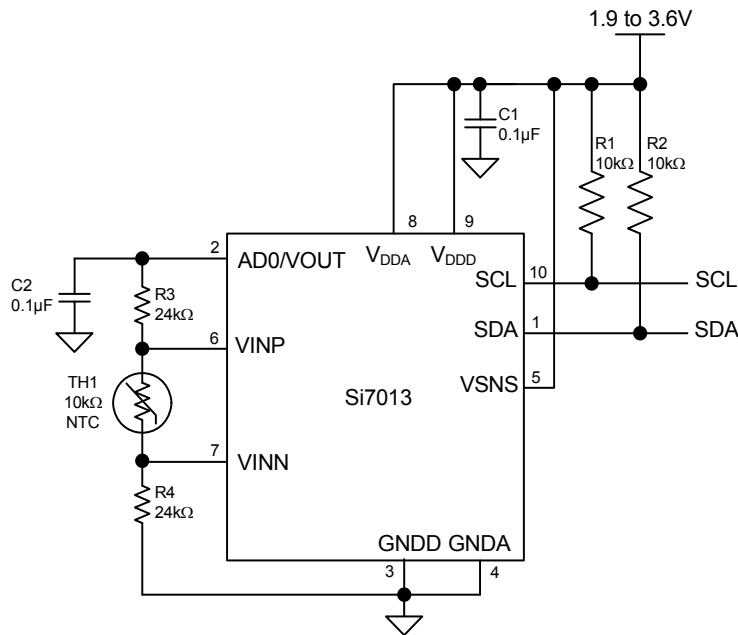 1.9 to 3.6V
C1
0.1µF
R1
10kΩ
R2
10kΩ
8
9
2
AD0/VOUT
VDDA
VDDD
C2
0.1µF
R3
24kΩ
SCL
10
SCL
6
VINP
SDA
1
SDA
TH1
10kΩ
NTC
VSNS
5
Si7013
7
VINN
R4
24kΩ
GNDD
GNDA
3
4